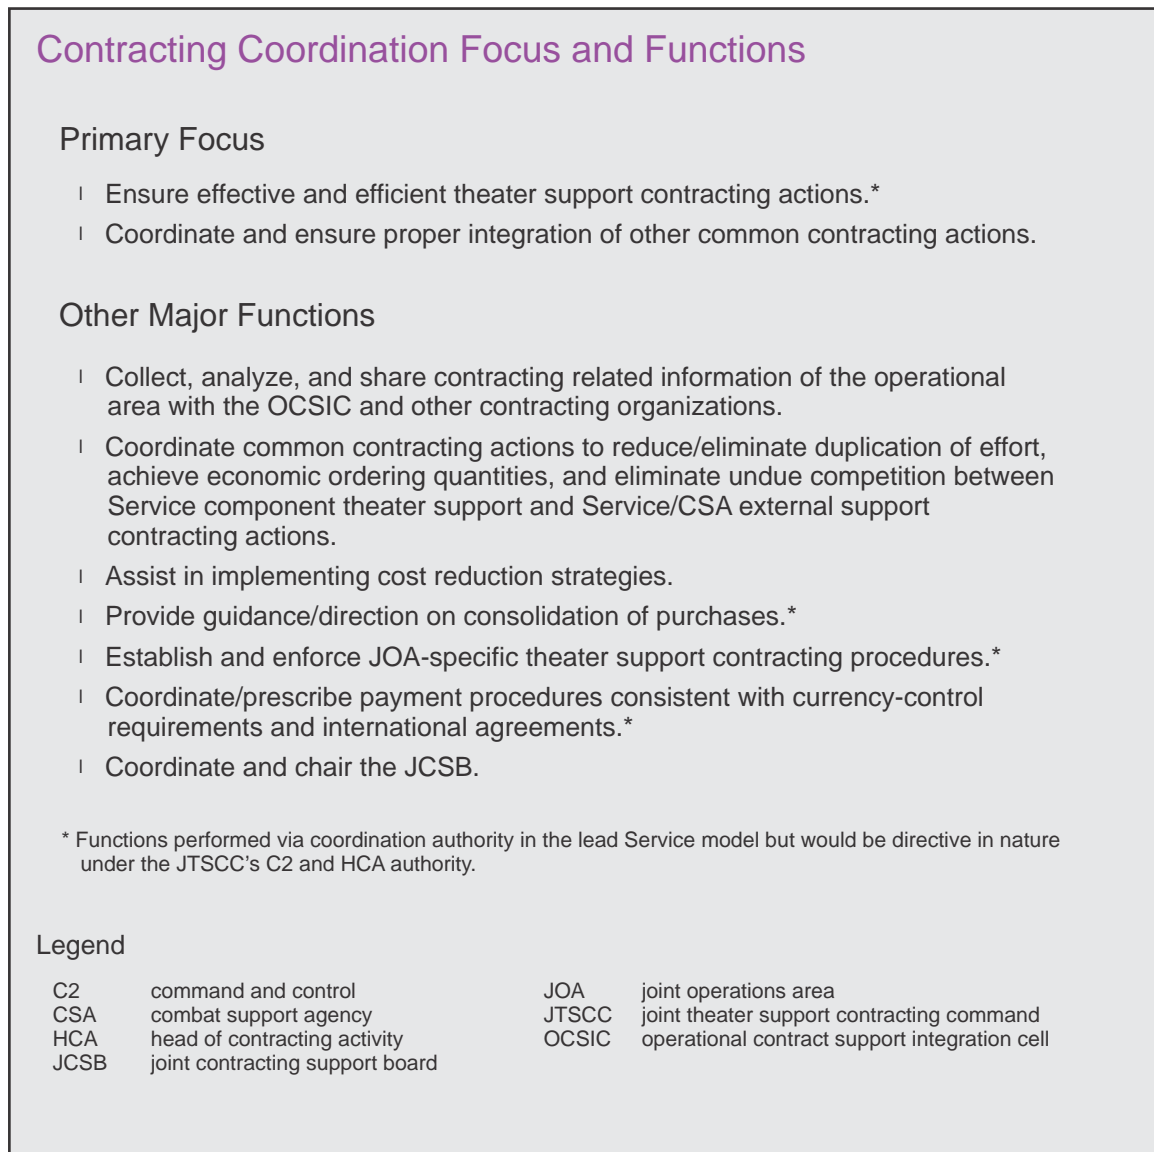 Contracting Coordination Focus and Functions
Primary Focus
l Ensure effective and efficient theater support contracting actions.*
l Coordinate and ensure proper integration of other common contracting actions.
Other Major Functions
l Collect, analyze, and share contracting related information of the operational
area with the OCSIC and other contracting organizations.
l Coordinate common contracting actions to reduce/eliminate duplication of effort,
achieve economic ordering quantities, and eliminate undue competition between
Service component theater support and Service/CSA external support
contracting actions.
l Assist in implementing cost reduction strategies.
l Provide guidance/direction on consolidation of purchases.*
l Establish and enforce JOA-specific theater support contracting procedures.*
l Coordinate/prescribe payment procedures consistent with currency-control
requirements and international agreements.*
l Coordinate and chair the JCSB.
* Functions performed via coordination authority in the lead Service model but would be directive in nature
under the JTSCC's C2 and HCA authority.
Legend
C2 command and control
CSA combat support agency
HCA head of contracting activity
JCSB joint contracting support board
JOA joint operations area
JTSCC joint theater support contracting command
OCSIC operational contract support integration cell